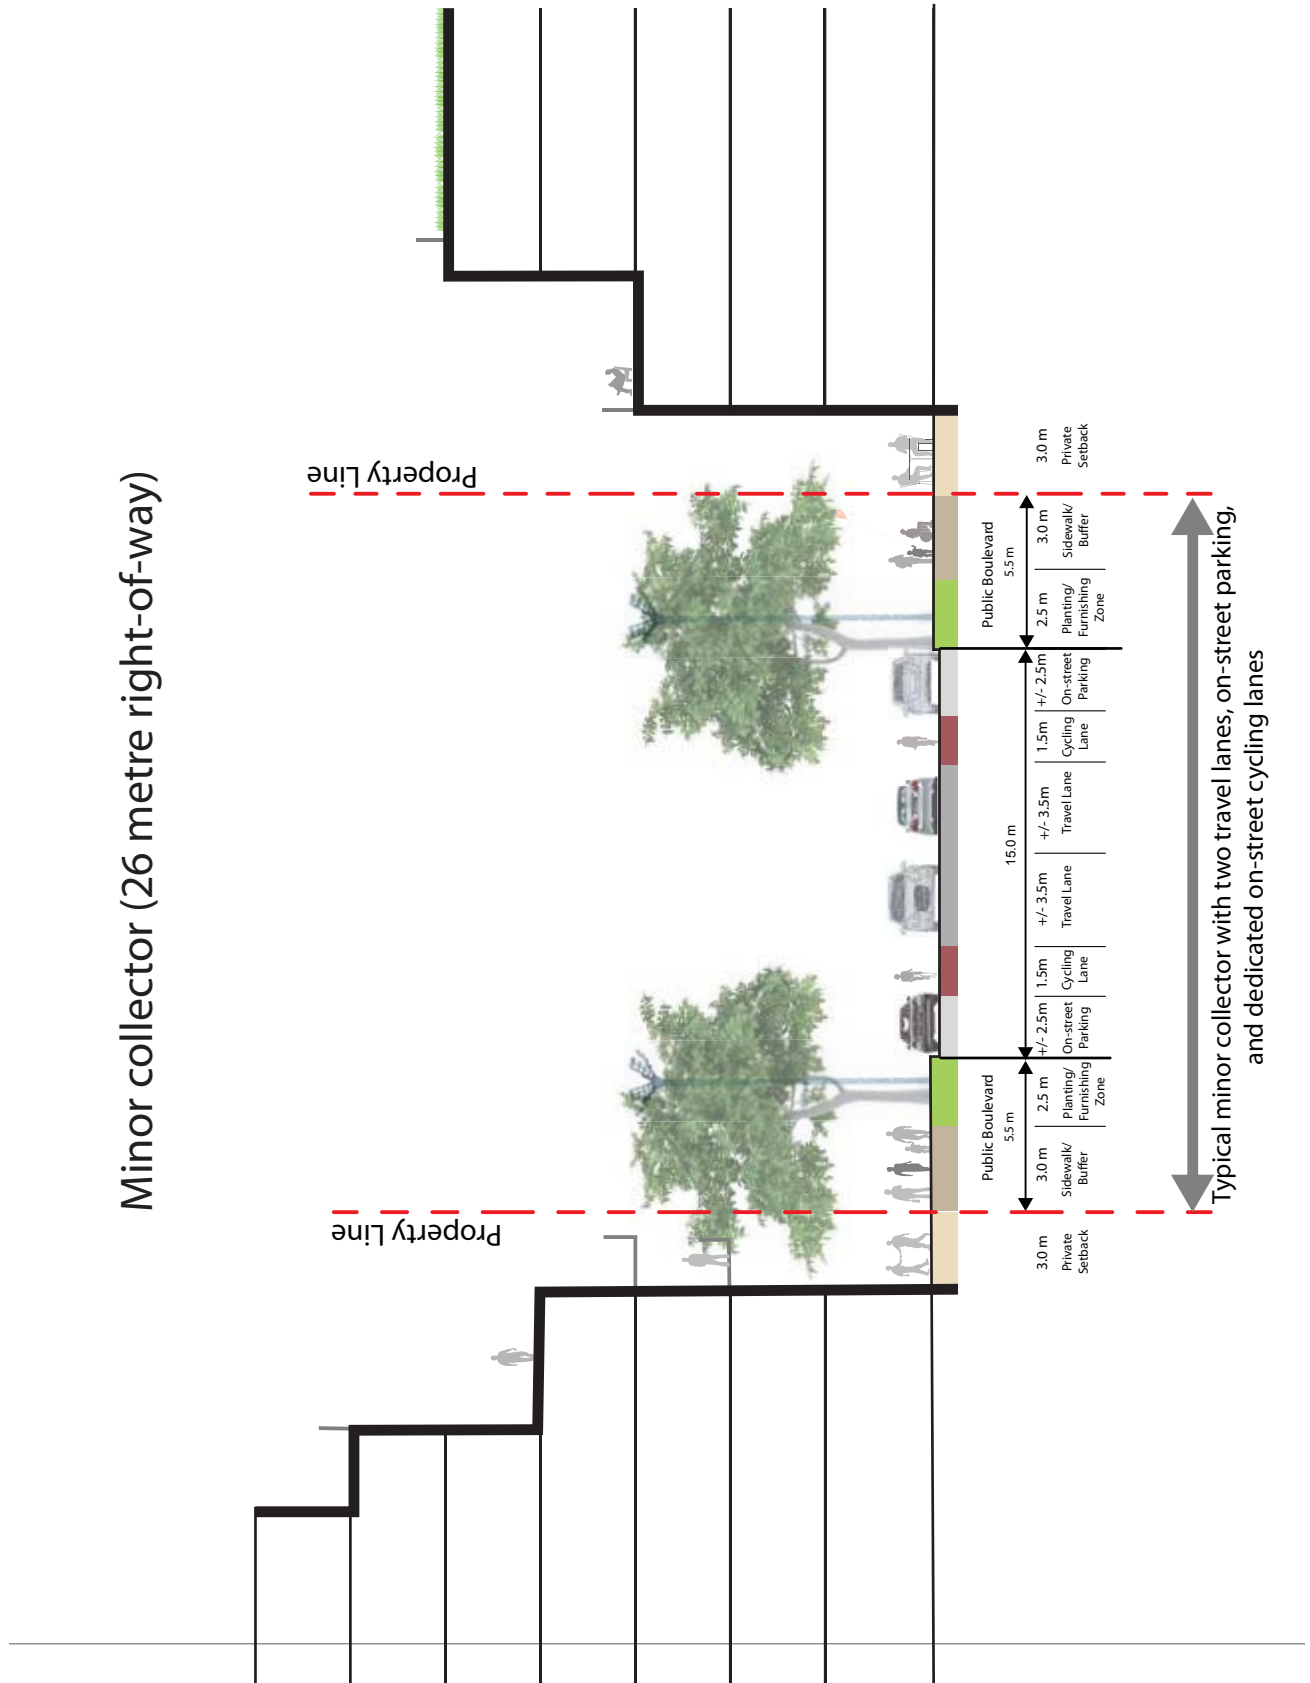 Minor collector (26 metre right-of-way)
Property Line
Property Line
Public Boulevard
5.5 m
15.0 m
Public Boulevard
5.5 m
3.0 m
Private
Setback
3.0 m
Sidewalk/
Buffer
2.5 m
Planting/
Furnishing
Zone
+/- 2.5m
On-street
Parking
1.5m
Cycling
Lane
+/- 3.5m
Travel Lane
+/- 3.5m
Travel Lane
1.5m
Cycling
Lane
+/- 2.5m
On-street
Parking
2.5 m
Planting/
Furnishing
Zone
3.0 m
Sidewalk/
Buffer
3.0 m
Private
Setback
Typical minor collector with two travel lanes, on-street parking,
and dedicated on-street cycling lanes